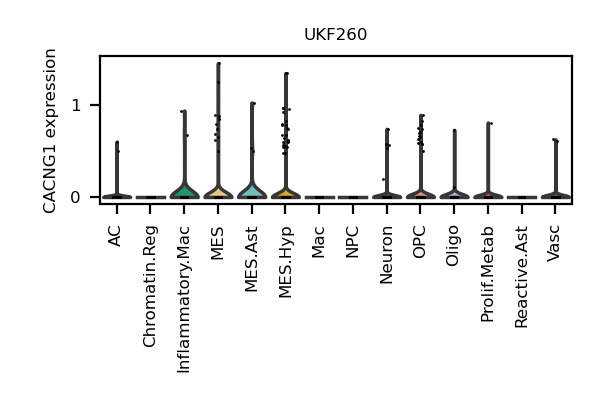 UKF260
CACNG1 expression
1
0
AC
Chromatin.Reg
Inflammatory.Mac
MES
MES.Ast
MES.Hyp
Mac
NPC
Neuron
OPC
Oligo
Prolif.Metab
Reactive.Ast
Vasc